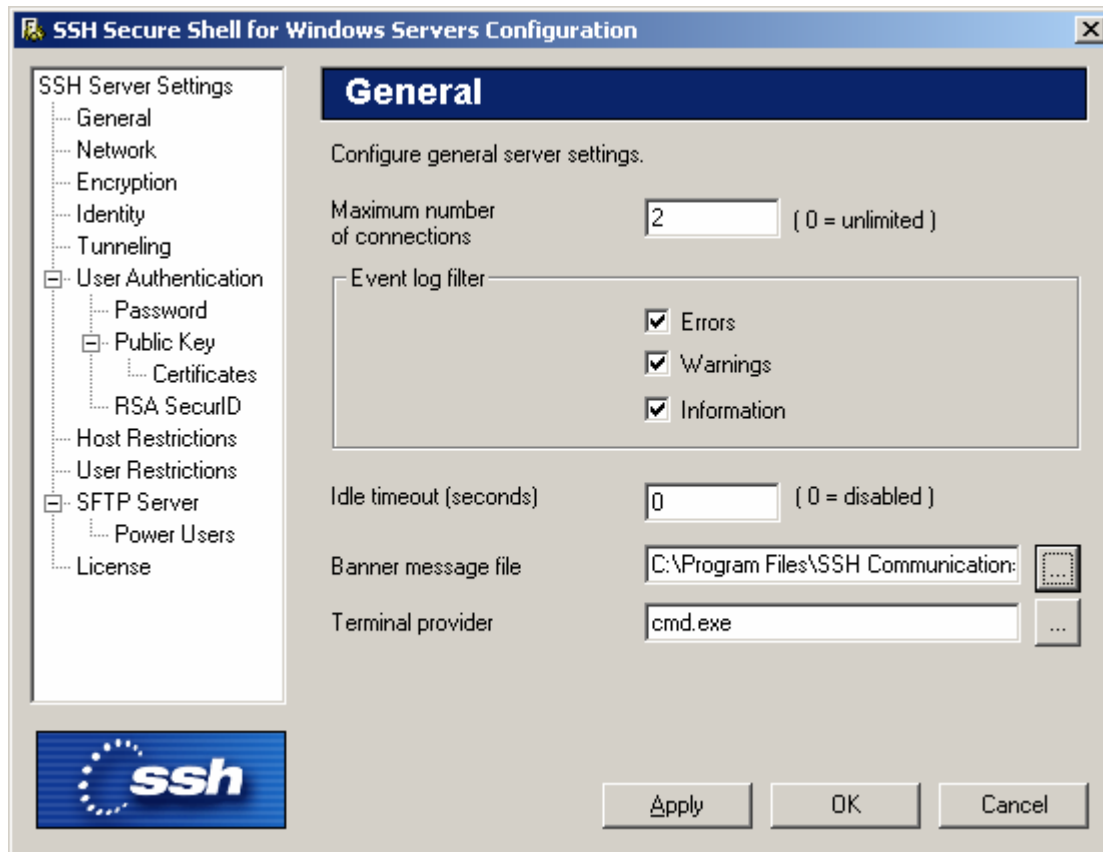 SSH Secure Shell for Windows Servers Configuration
SSH Server Settings
General
Network
Encryption
Identity
Tunneling
User Authentication
Password
Public Key
Certificates
RSA SecurID
Host Restrictions
User Restrictions
SFTP Server
Power Users
License
ssh
General
Configure general server settings.
Maximum number
of connections
2 ( 0 = unlimited )
Event log filter
Errors
Warnings
Information
Idle timeout (seconds) 0 ( 0 = disabled )
Banner message file C:\Program Files\SSH Communication: ...
Terminal provider cmd.exe ...
Apply OK Cancel